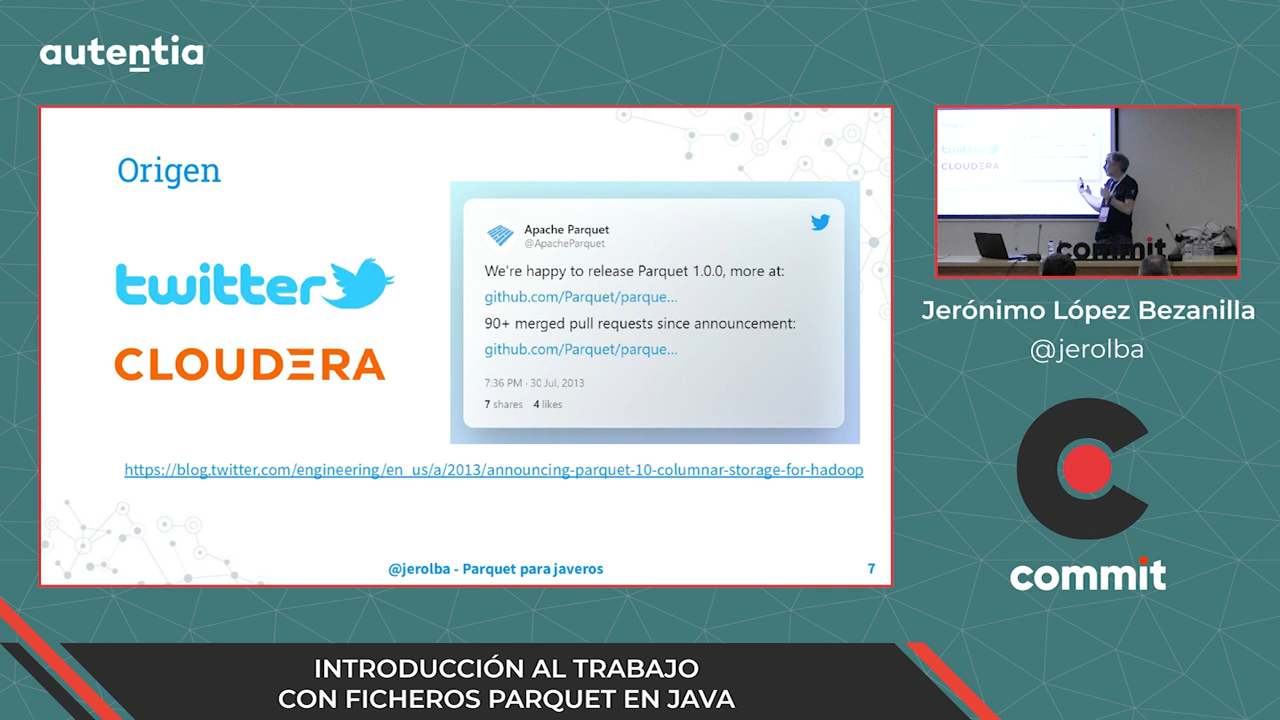 autentia
Origen
twitter
CLOUDERA
Apache Parquet
@ApacheParquet
We're happy to release Parquet 1.0.0, more at:
github.com/Parquet/parque...
90+ merged pull requests since announcement:
github.com/Parquet/parque...
7:36 PM · 30 Jul, 2013
7 shares 4 likes
https://blog.twitter.com/engineering/en_us/a/2013/announcing-parquet-10-columnar-storage-for-hadoop
@jerolba - Parquet para javeros
7
twitter
CLOUDERA
commit
Jerónimo López Bezanilla
@jerolba
commit
INTRODUCCIÓN AL TRABAJO
CON FICHEROS PARQUET EN JAVA